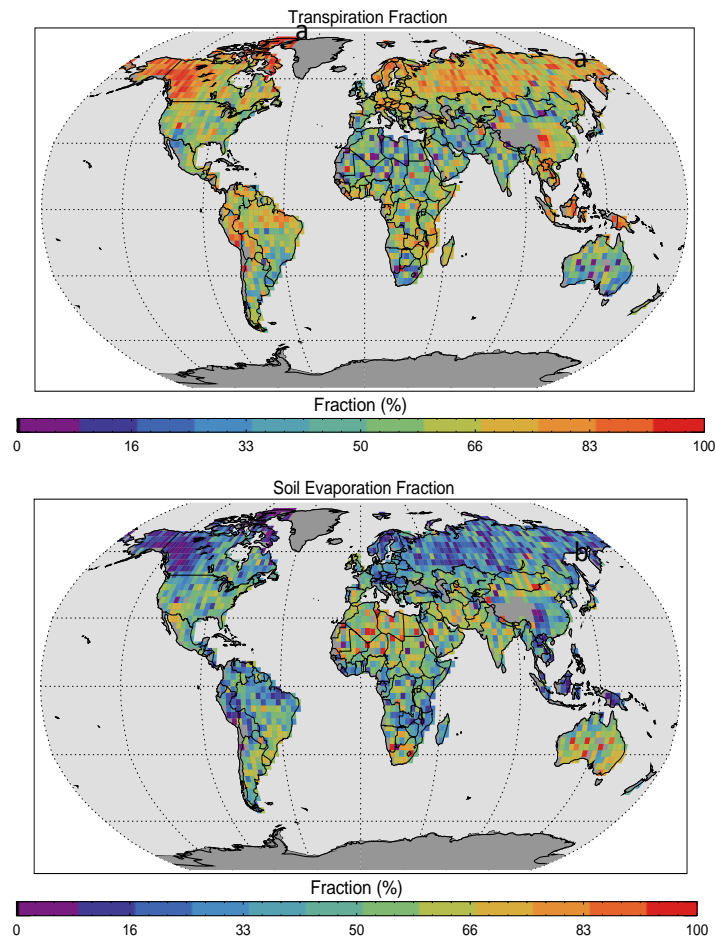 Transpiration Fraction
a
a
Fraction (%)
0 16 33 50 66 83 100
Soil Evaporation Fraction
b
Fraction (%)
0 16 33 50 66 83 100